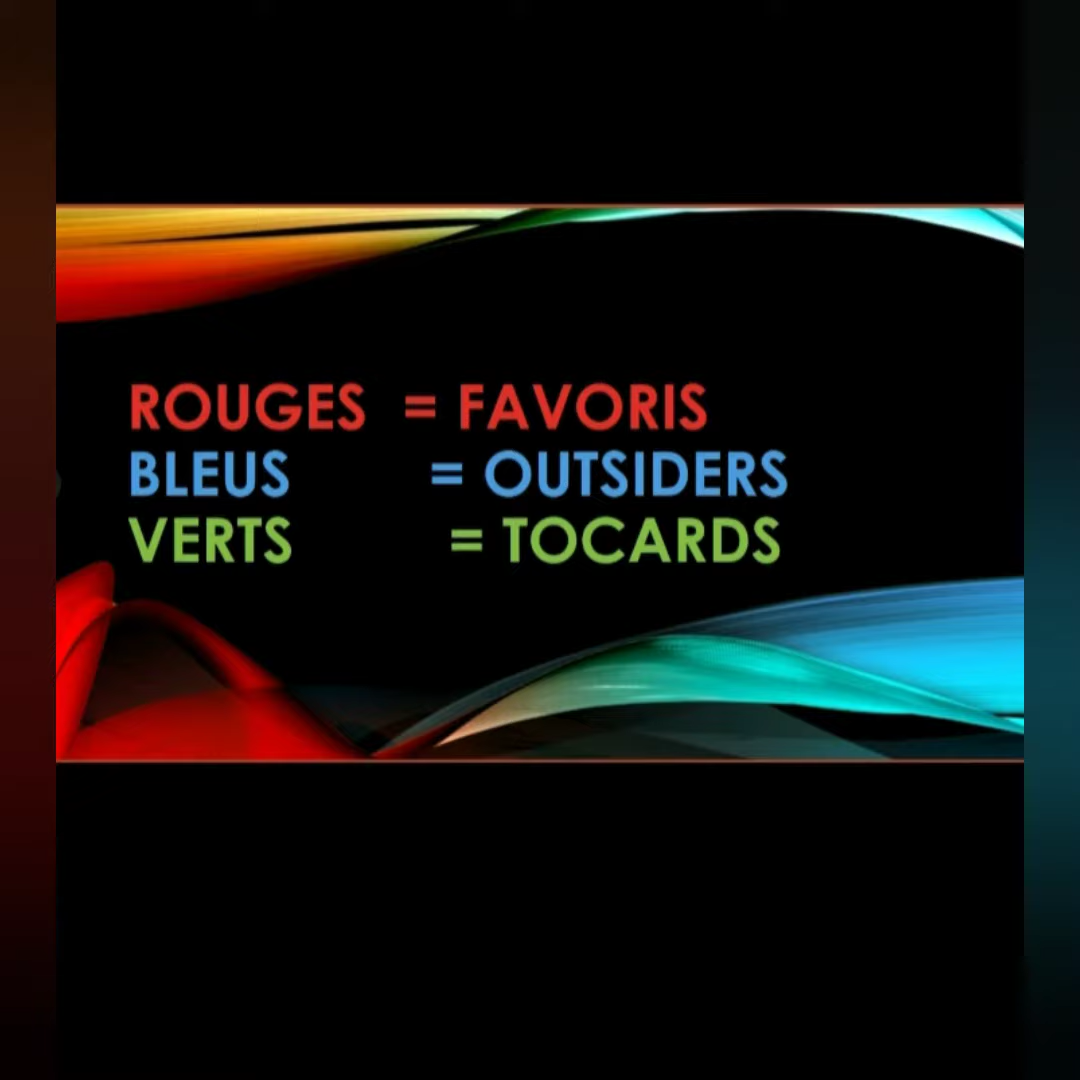 ROUGES = FAVORIS
BLEUS = OUTSIDERS
VERTS = TOCARDS